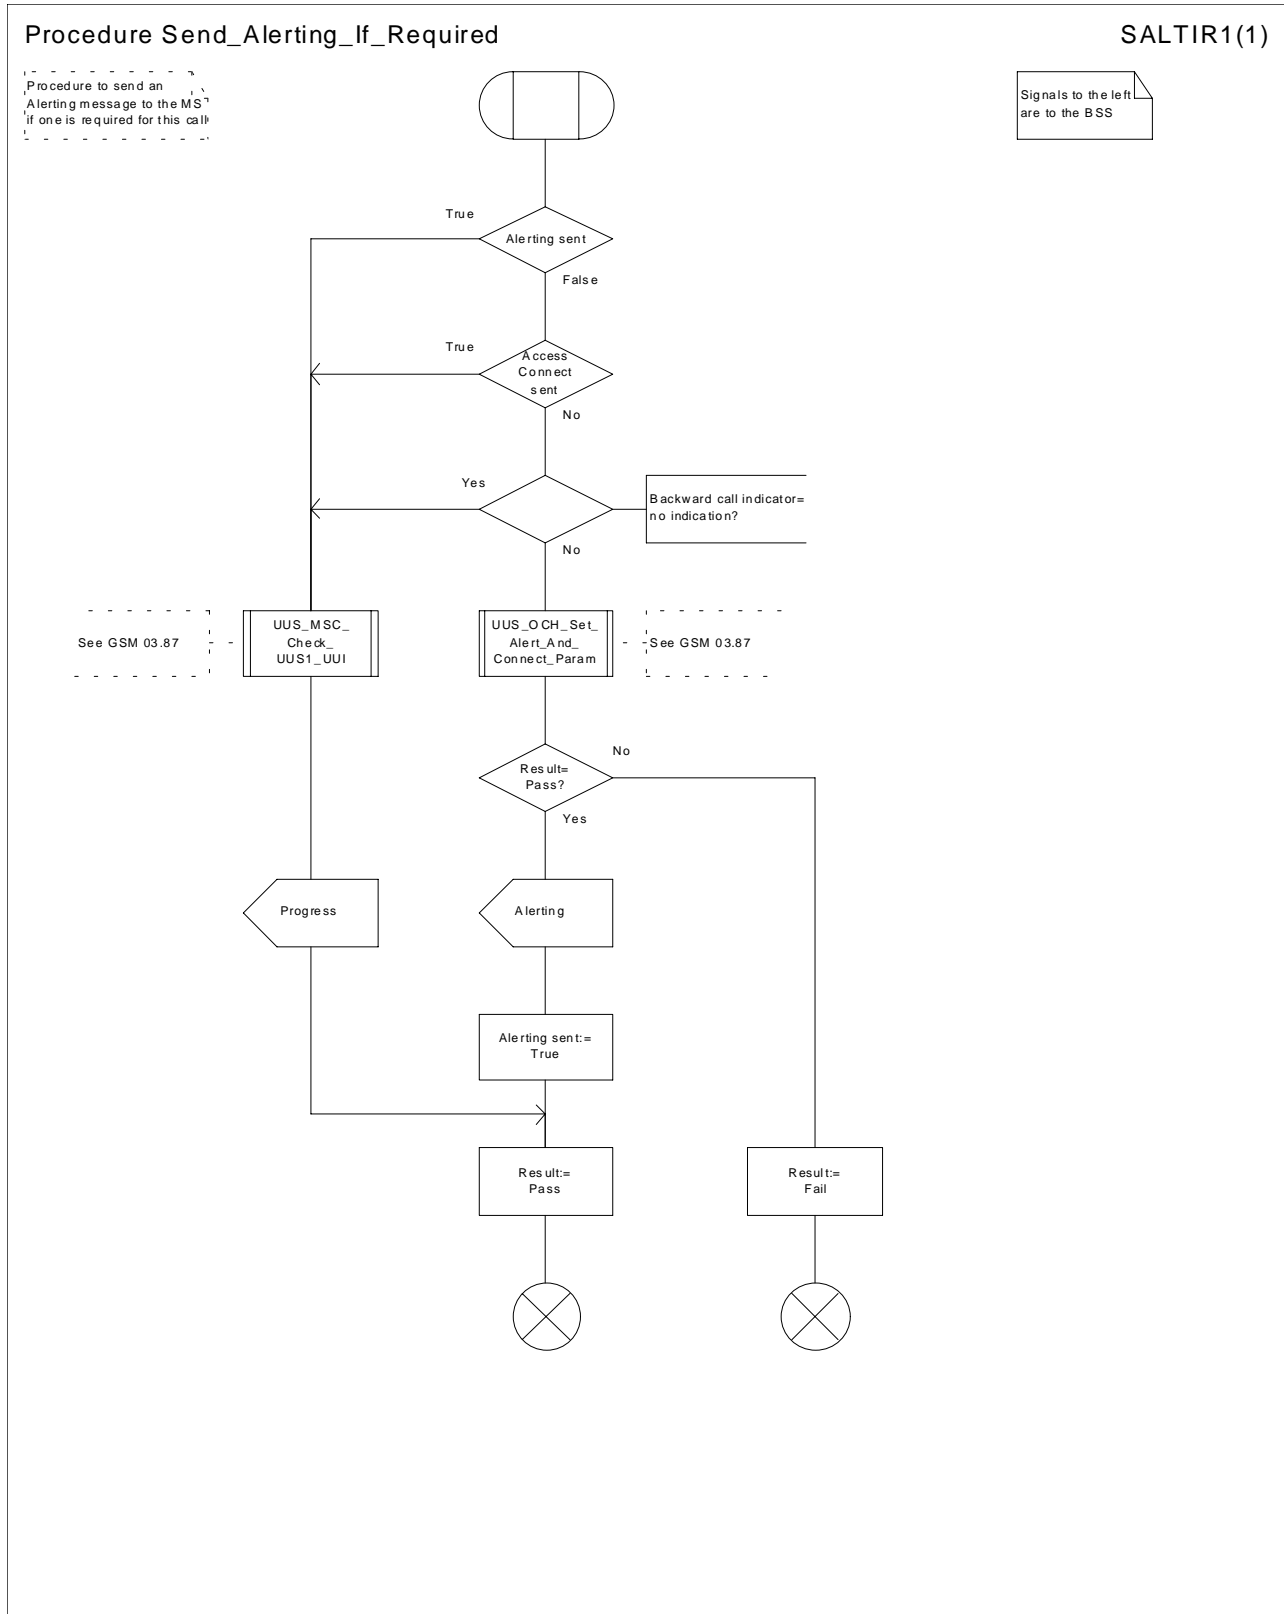 Procedure Send_Alerting_If_Required
SALTIR1(1)
Procedure to send an
Alerting message to the MS
if one is required for this call
Signals to the left
are to the BSS
True
Alerting sent
False
True
Access
Connect
sent
No
Yes
Backward call indicator=
no indication?
No
See GSM 03.87
UUS_MSC_
Check_
UUS1_UUI
UUS_OCH_Set_
Alert_And_
Connect_Param
See GSM 03.87
No
Result=
Pass?
Yes
Progress
Alerting
Alerting sent:=
True
Result:=
Pass
Result:=
Fail